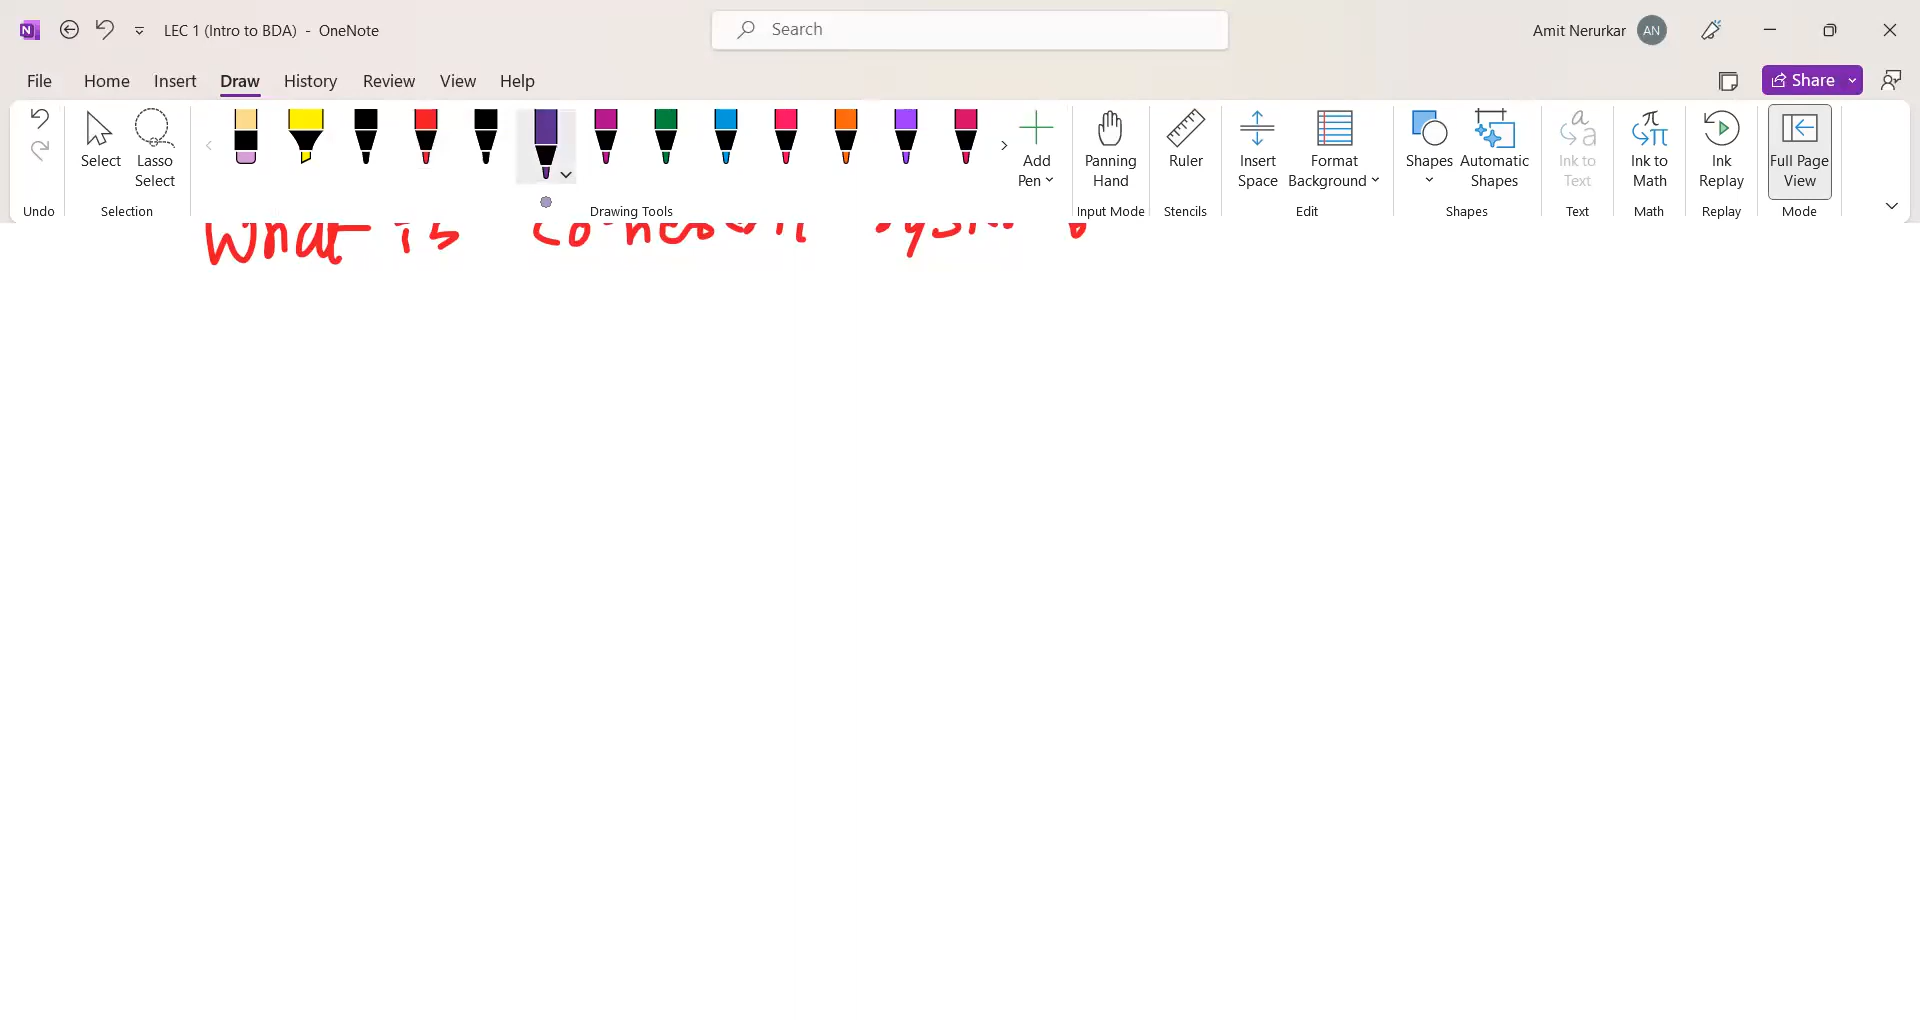 LEC 1 (Intro to BDA) - OneNote
Search
Amit Nerurkar AN
File Home Insert Draw History Review View Help
Share
Select
Lasso Select
Add Pen
Panning Hand
Ruler
Insert Space
Format Background
Shapes
Automatic Shapes
Ink to Text
Ink to Math
Ink Replay
Full Page View
Undo Selection Drawing Tools Input Mode Stencils Edit Shapes Text Math Replay Mode
What is